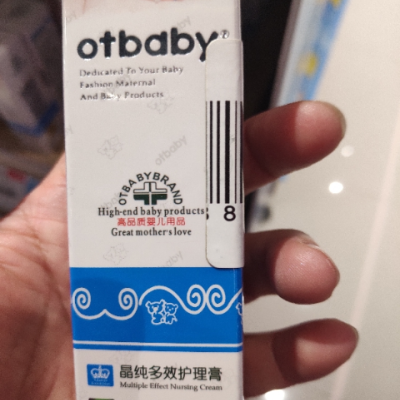 otbaby®
Dedicated To Your Baby
Fashion Maternal
And Baby Products
otbaby
OTBABYBRAND
High-end baby products
8
高品质婴儿用品
Great mother's love
晶纯多效护理膏
Multiple Effect Nursing Cream